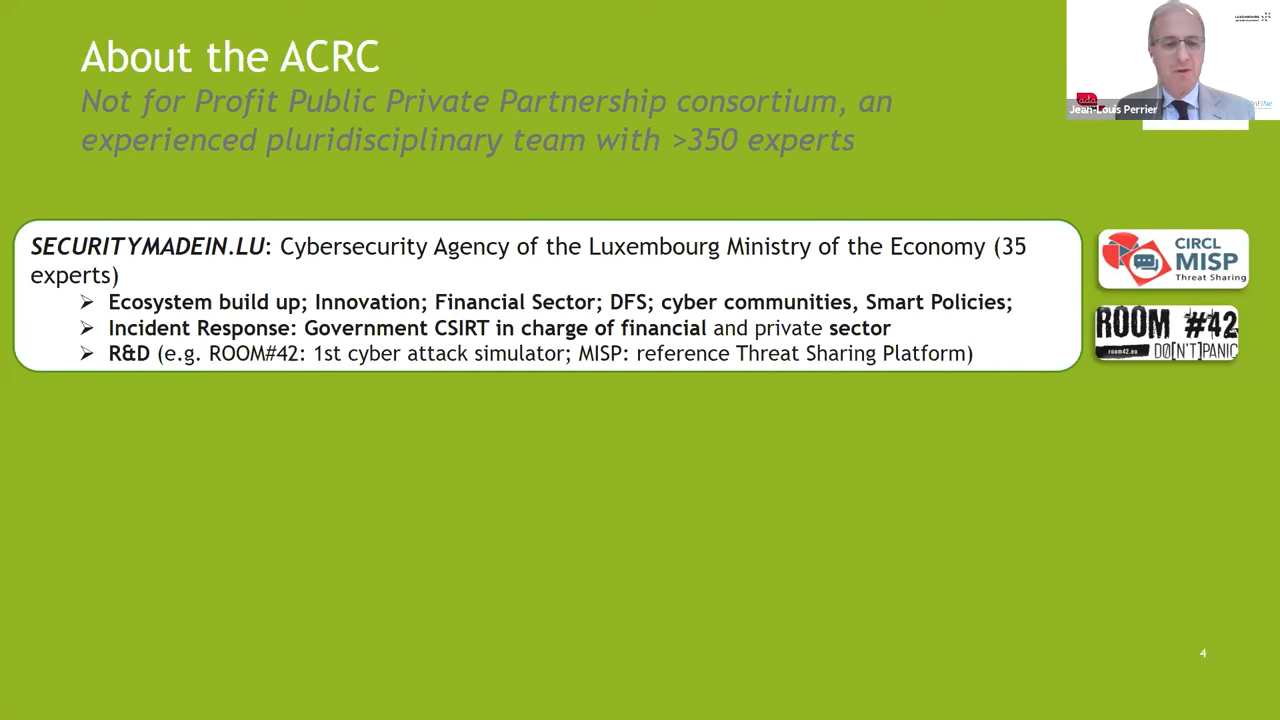 About the ACRC
Not for Profit Public Private Partnership consortium, an
experienced pluridisciplinary team with >350 experts
SECURITYMADEIN.LU: Cybersecurity Agency of the Luxembourg Ministry of the Economy (35
experts)
➢ Ecosystem build up; Innovation; Financial Sector; DFS; cyber communities, Smart Policies;
➢ Incident Response: Government CSIRT in charge of financial and private sector
➢ R&D (e.g. ROOM#42: 1st cyber attack simulator; MISP: reference Threat Sharing Platform)
CIRCL
MISP
Threat Sharing
ROOM #42
room42.eu DO[N'T]PANIC
LUXEMBOURG
ada
Jean-Louis Perrier
4